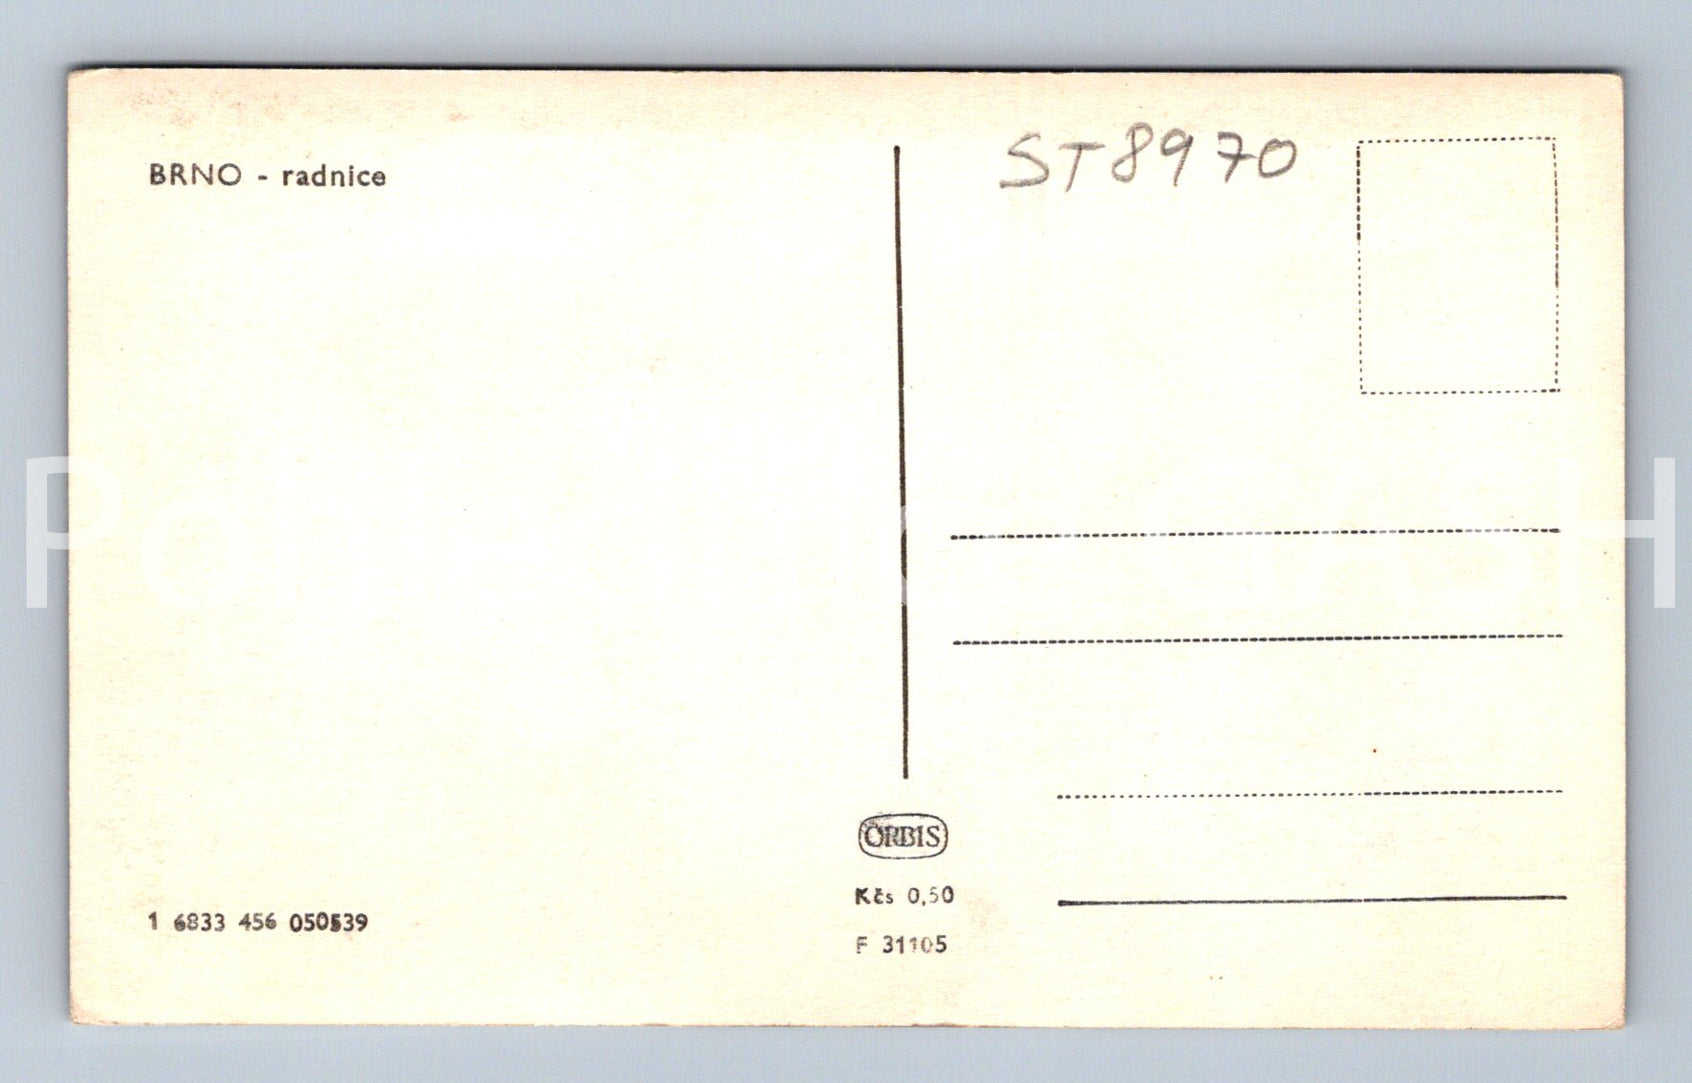 BRNO - radnice
ST8970
ORBIS
Kčs 0,50
F 31105
1 6833 456 050539